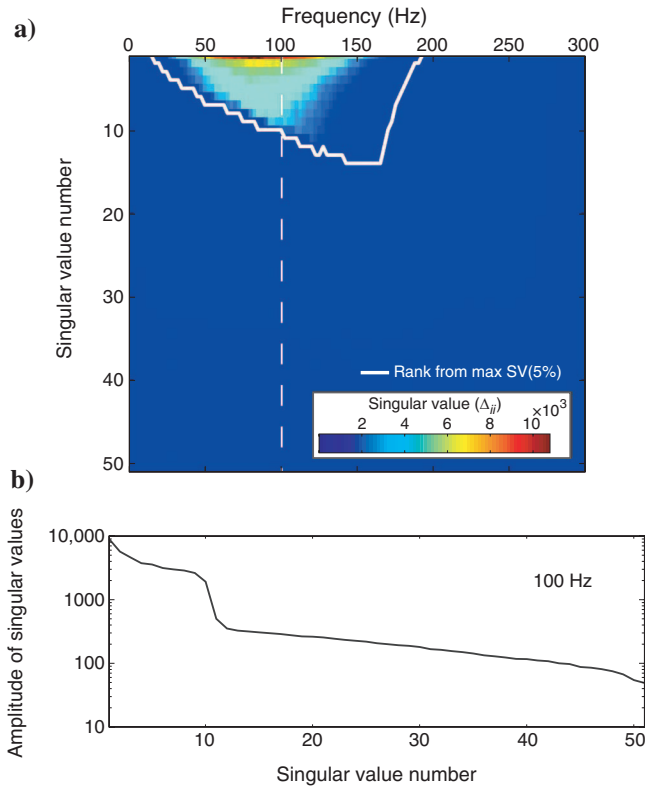 Frequency (Hz)
a)
0 50 100 150 200 250 300
10
20
30
40
50
Singular value number
Rank from max SV(5%)
Singular value (Δii) ×10³
2 4 6 8 10
b)
10,000
1000
100
10
Amplitude of singular values
100 Hz
10 20 30 40 50
Singular value number